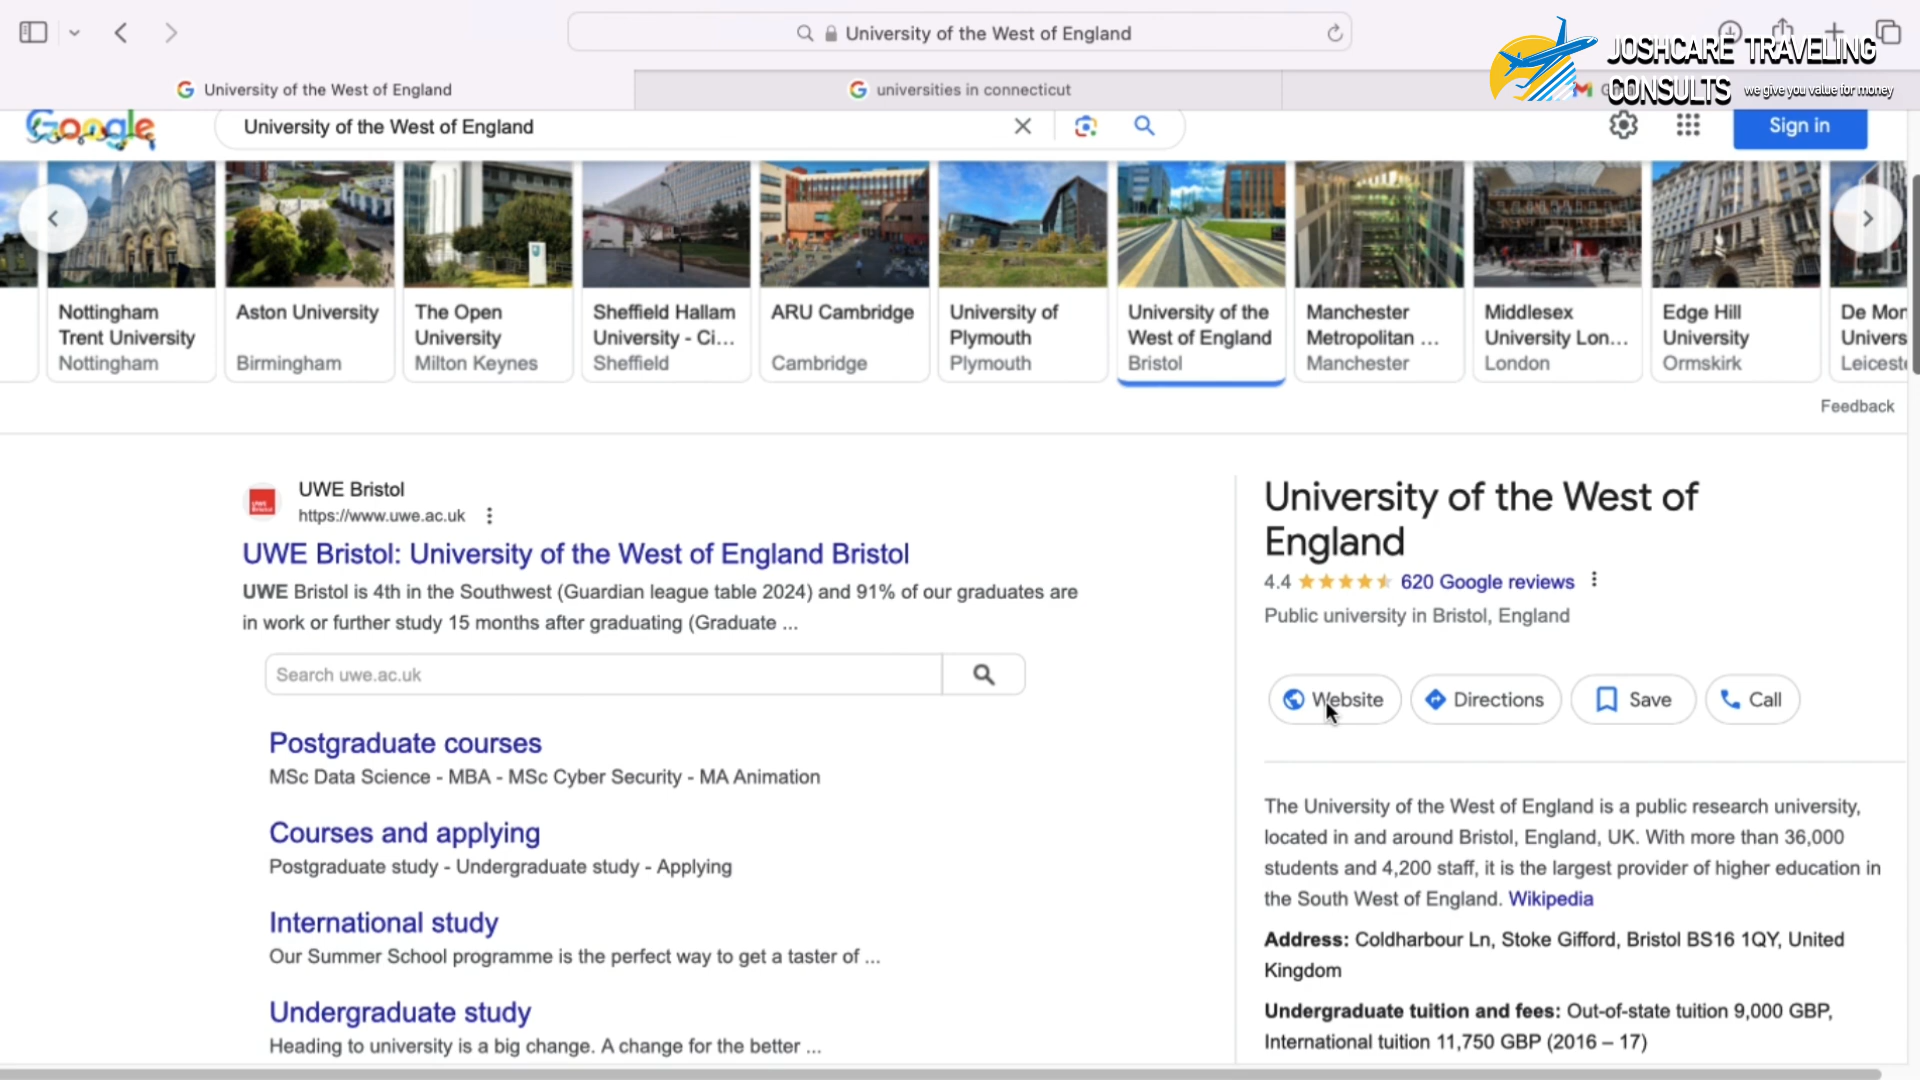 University of the West of England
JOSHCARE TRAVELING
CONSULTS we give you value for money
University of the West of England
universities in connecticut
Google
University of the West of England
Sign in
Nottingham
Trent University
Nottingham
Aston University
Birmingham
The Open
University
Milton Keynes
Sheffield Hallam
University - Ci...
Sheffield
ARU Cambridge
Cambridge
University of
Plymouth
Plymouth
University of the
West of England
Bristol
Manchester
Metropolitan ...
Manchester
Middlesex
University Lon...
London
Edge Hill
University
Ormskirk
De Mon
Univers
Leiceste
Feedback
UWE Bristol
https://www.uwe.ac.uk
UWE Bristol: University of the West of England Bristol
UWE Bristol is 4th in the Southwest (Guardian league table 2024) and 91% of our graduates are
in work or further study 15 months after graduating (Graduate ...
Search uwe.ac.uk
Postgraduate courses
MSc Data Science - MBA - MSc Cyber Security - MA Animation
Courses and applying
Postgraduate study - Undergraduate study - Applying
International study
Our Summer School programme is the perfect way to get a taster of ...
Undergraduate study
Heading to university is a big change. A change for the better ...
University of the West of
England
4.4 620 Google reviews
Public university in Bristol, England
Website Directions Save Call
The University of the West of England is a public research university,
located in and around Bristol, England, UK. With more than 36,000
students and 4,200 staff, it is the largest provider of higher education in
the South West of England. Wikipedia
Address: Coldharbour Ln, Stoke Gifford, Bristol BS16 1QY, United
Kingdom
Undergraduate tuition and fees: Out-of-state tuition 9,000 GBP,
International tuition 11,750 GBP (2016 – 17)